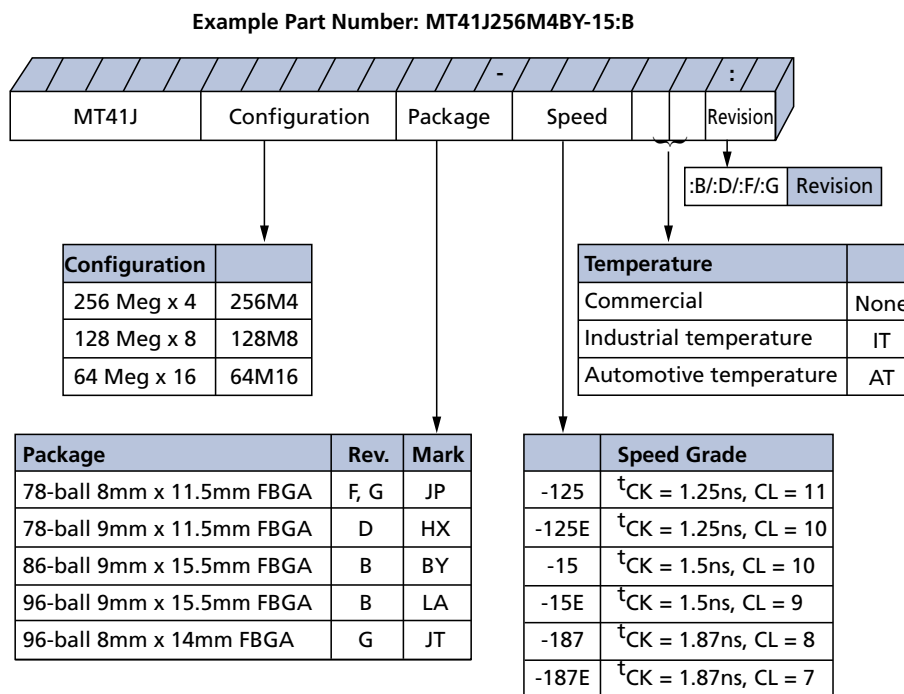 Example Part Number: MT41J256M4BY-15:B
- :
MT41J Configuration Package Speed Revision
:B/:D/:F/:G Revision
Configuration
256 Meg x 4 256M4
128 Meg x 8 128M8
64 Meg x 16 64M16
Temperature
Commercial None
Industrial temperature IT
Automotive temperature AT
Package Rev. Mark
78-ball 8mm x 11.5mm FBGA F, G JP
78-ball 9mm x 11.5mm FBGA D HX
86-ball 9mm x 15.5mm FBGA B BY
96-ball 9mm x 15.5mm FBGA B LA
96-ball 8mm x 14mm FBGA G JT
Speed Grade
-125 tCK = 1.25ns, CL = 11
-125E tCK = 1.25ns, CL = 10
-15 tCK = 1.5ns, CL = 10
-15E tCK = 1.5ns, CL = 9
-187 tCK = 1.87ns, CL = 8
-187E tCK = 1.87ns, CL = 7